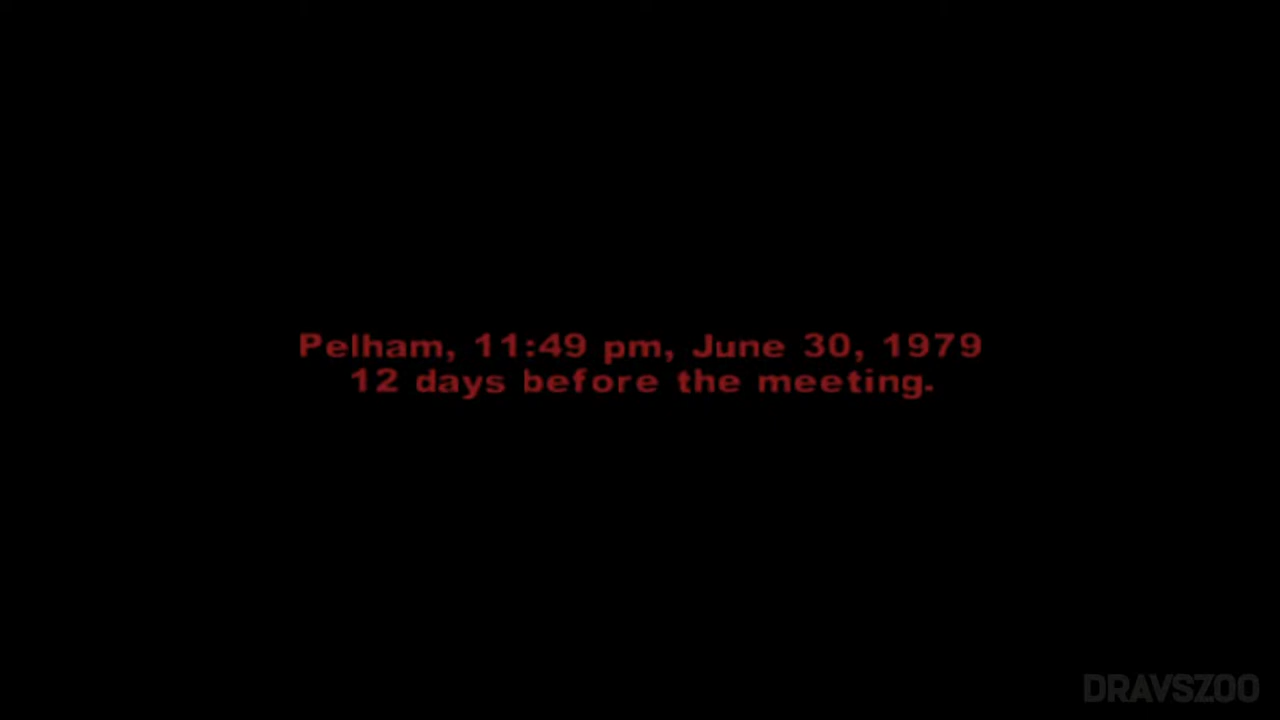 Pelham, 11:49 pm, June 30, 1979
12 days before the meeting.
DRAVSZOO